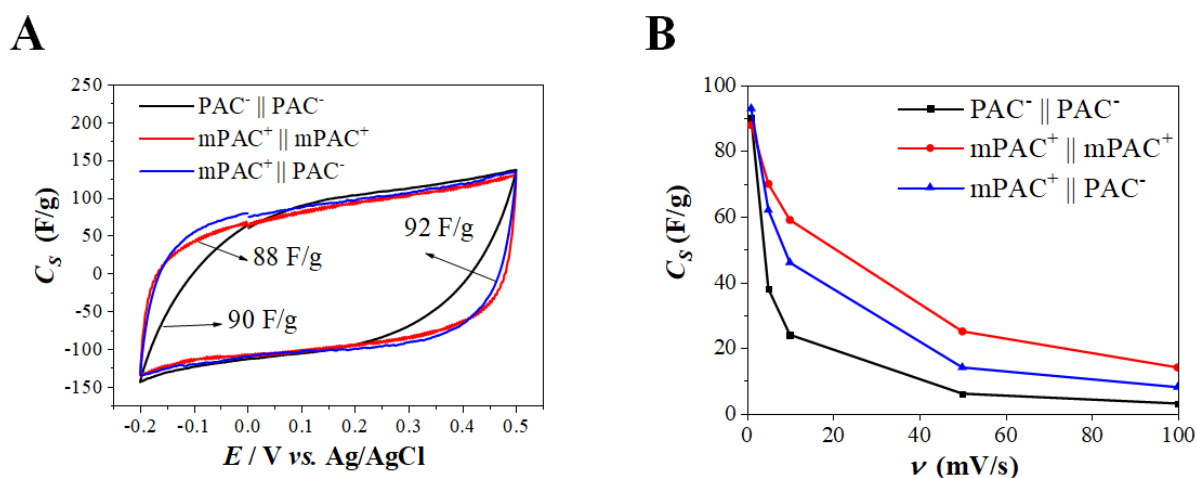 A
B
PAC⁻ || PAC⁻
mPAC⁺ || mPAC⁺
mPAC⁺ || PAC⁻
92 F/g
88 F/g
90 F/g
250
200
150
100
50
0
-50
-100
-150
C_S (F/g)
-0.2 -0.1 0.0 0.1 0.2 0.3 0.4 0.5
E / V vs. Ag/AgCl
PAC⁻ || PAC⁻
mPAC⁺ || mPAC⁺
mPAC⁺ || PAC⁻
100
80
60
40
20
0
C_S (F/g)
0 20 40 60 80 100
ν (mV/s)